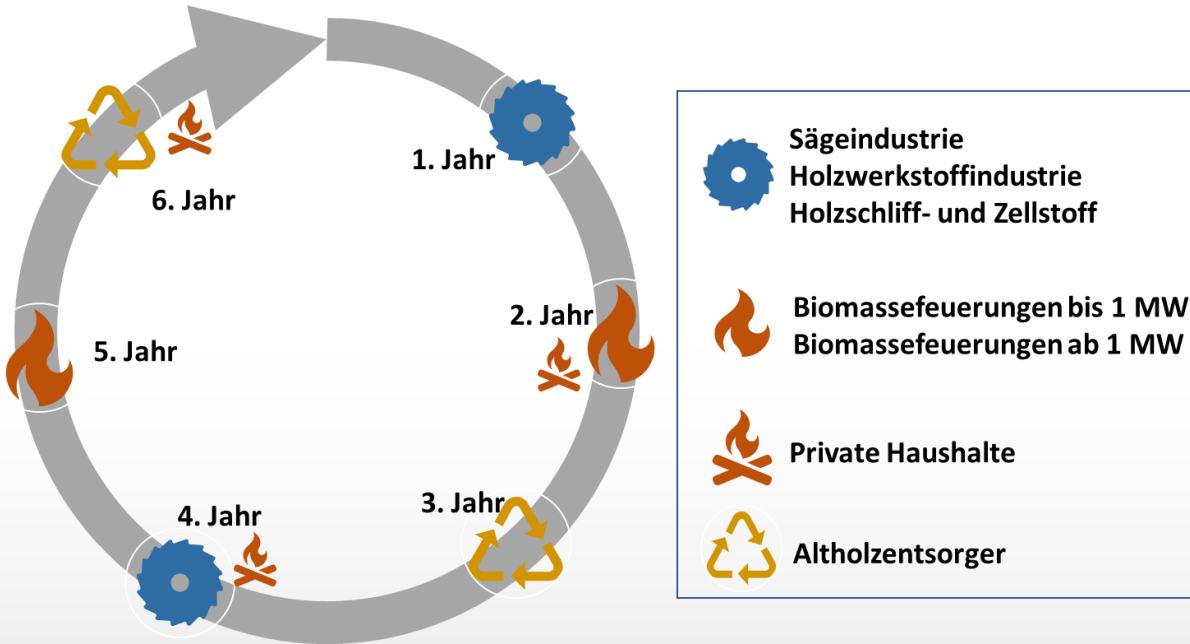 1. Jahr
2. Jahr
3. Jahr
4. Jahr
5. Jahr
6. Jahr
Sägeindustrie
Holzwerkstoffindustrie
Holzschliff- und Zellstoff
Biomassefeuerungen bis 1 MW
Biomassefeuerungen ab 1 MW
Private Haushalte
Altholzentsorger